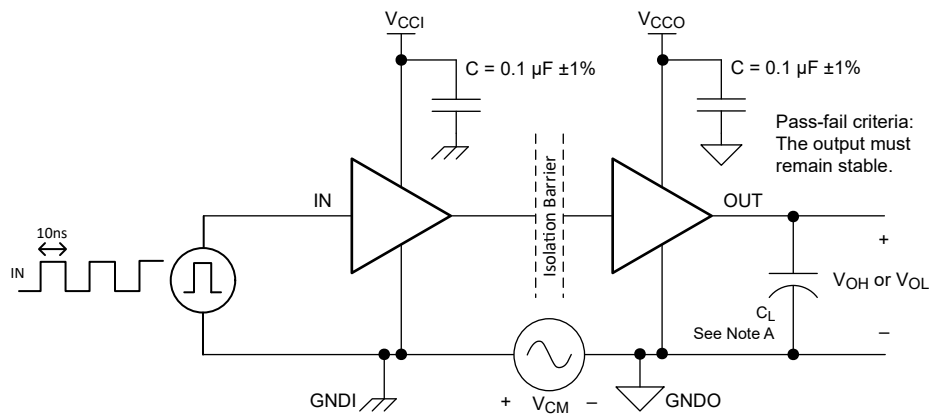 VCCI
VCCO
C = 0.1 µF ±1%
C = 0.1 µF ±1%
Pass-fail criteria:
The output must
remain stable.
Isolation Barrier
IN
OUT
10ns
IN
+
VOH or VOL
–
CL
See Note A
GNDI
+ VCM –
GNDO